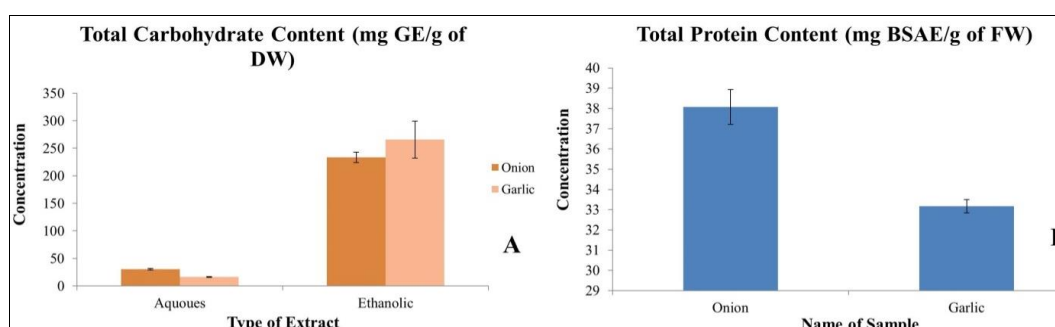 Total Carbohydrate Content (mg GE/g of
DW)
350
300
250
200
150
100
50
0
Concentration
Aquoues
Ethanolic
Type of Extract
Onion
Garlic
A
Total Protein Content (mg BSAE/g of FW)
40
39
38
37
36
35
34
33
32
31
30
29
Concentration
Onion
Garlic
Name of Sample